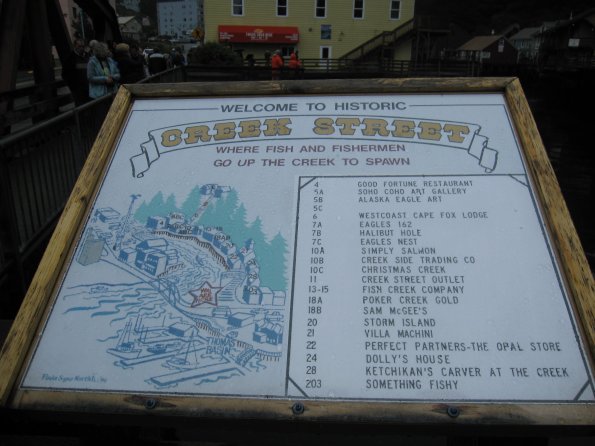 WELCOME TO HISTORIC
CREEK STREET
WHERE FISH AND FISHERMEN
GO UP THE CREEK TO SPAWN
4 GOOD FORTUNE RESTAURANT
5A SOHO COHO ART GALLERY
5B ALASKA EAGLE ART
5C
6 WESTCOAST CAPE FOX LODGE
7A EAGLES 162
7B HALIBUT HOLE
7C EAGLES NEST
10A SIMPLY SALMON
10B CREEK SIDE TRADING CO
10C CHRISTMAS CREEK
11 CREEK STREET OUTLET
13-15 FISH CREEK COMPANY
18A POKER CREEK GOLD
18B SAM McGEE'S
20 STORM ISLAND
21 VILLA MACHINI
22 PERFECT PARTNERS-THE OPAL STORE
24 DOLLY'S HOUSE
28 KETCHIKAN'S CARVER AT THE CREEK
203 SOMETHING FISHY
THOMAS
BASIN